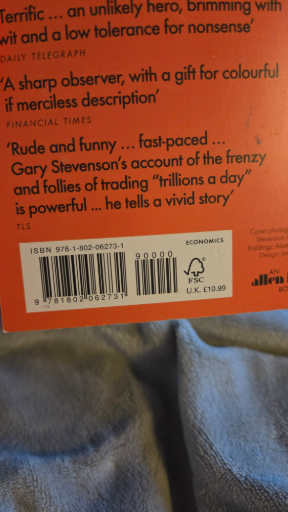 Terrific ... an unlikely hero, brimming with
wit and a low tolerance for nonsense'
DAILY TELEGRAPH
'A sharp observer, with a gift for colourful
if merciless description'
FINANCIAL TIMES
'Rude and funny ... fast-paced ...
Gary Stevenson's account of the frenzy
and follies of trading "trillions a day"
is powerful ... he tells a vivid story'
TLS
ISBN 978-1-802-06273-1
ECONOMICS
90000
9 781802 062731
FSC
U.K. £10.99
Cover
Design
AN
allen